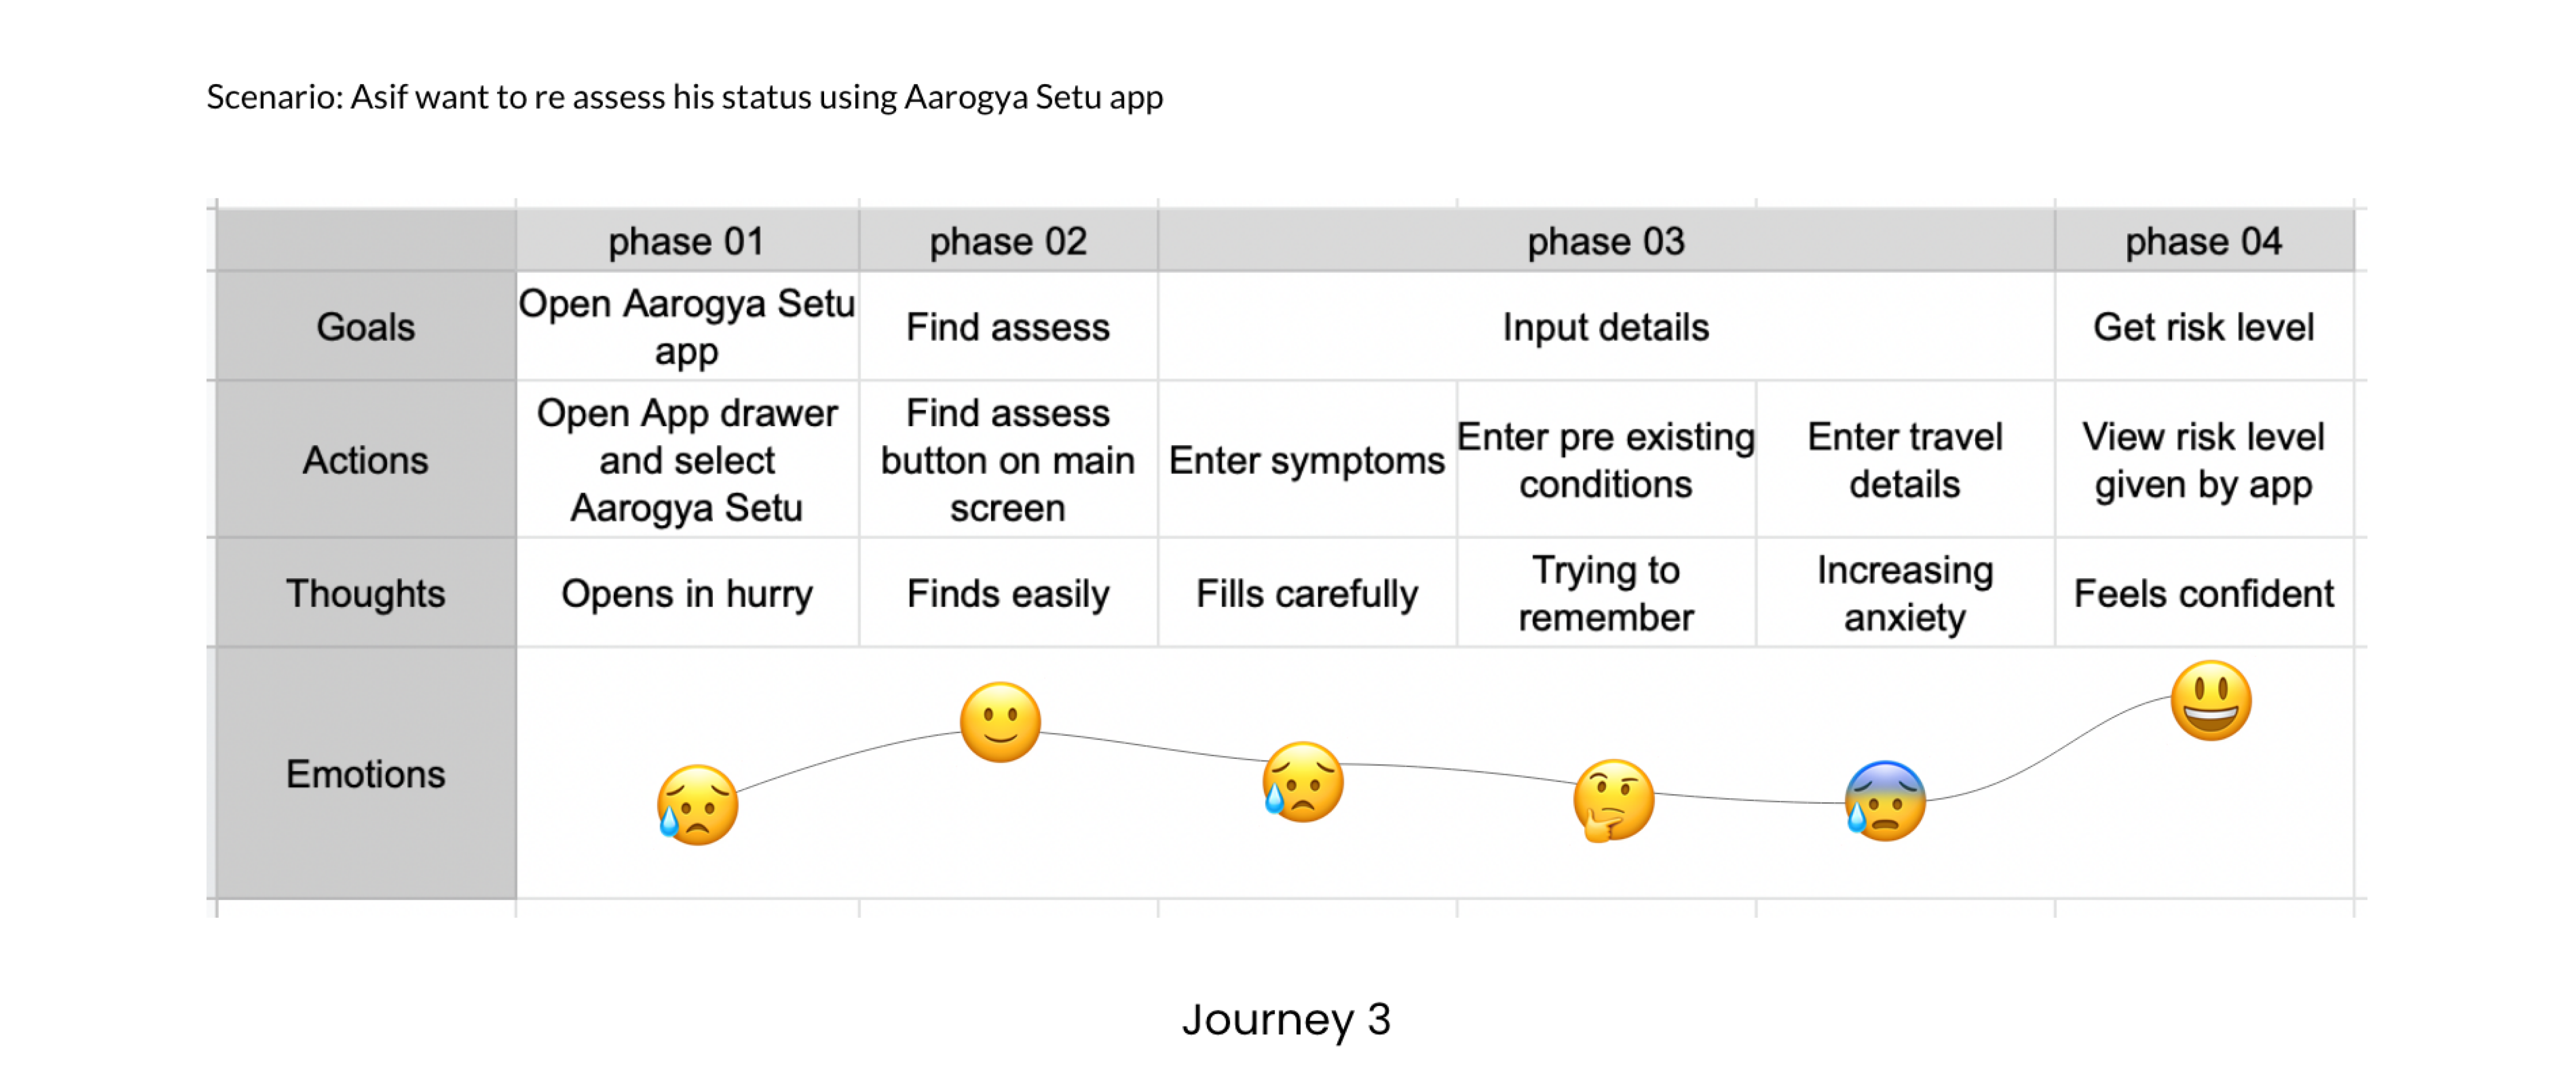 Scenario: Asif want to re assess his status using Aarogya Setu app
phase 01 phase 02 phase 03 phase 04
Goals
Open Aarogya Setu
app
Find assess
Input details
Get risk level
Actions
Open App drawer
and select
Aarogya Setu
Find assess
button on main
screen
Enter symptoms
Enter pre existing
conditions
Enter travel
details
View risk level
given by app
Thoughts
Opens in hurry
Finds easily
Fills carefully
Trying to
remember
Increasing
anxiety
Feels confident
Emotions
Journey 3